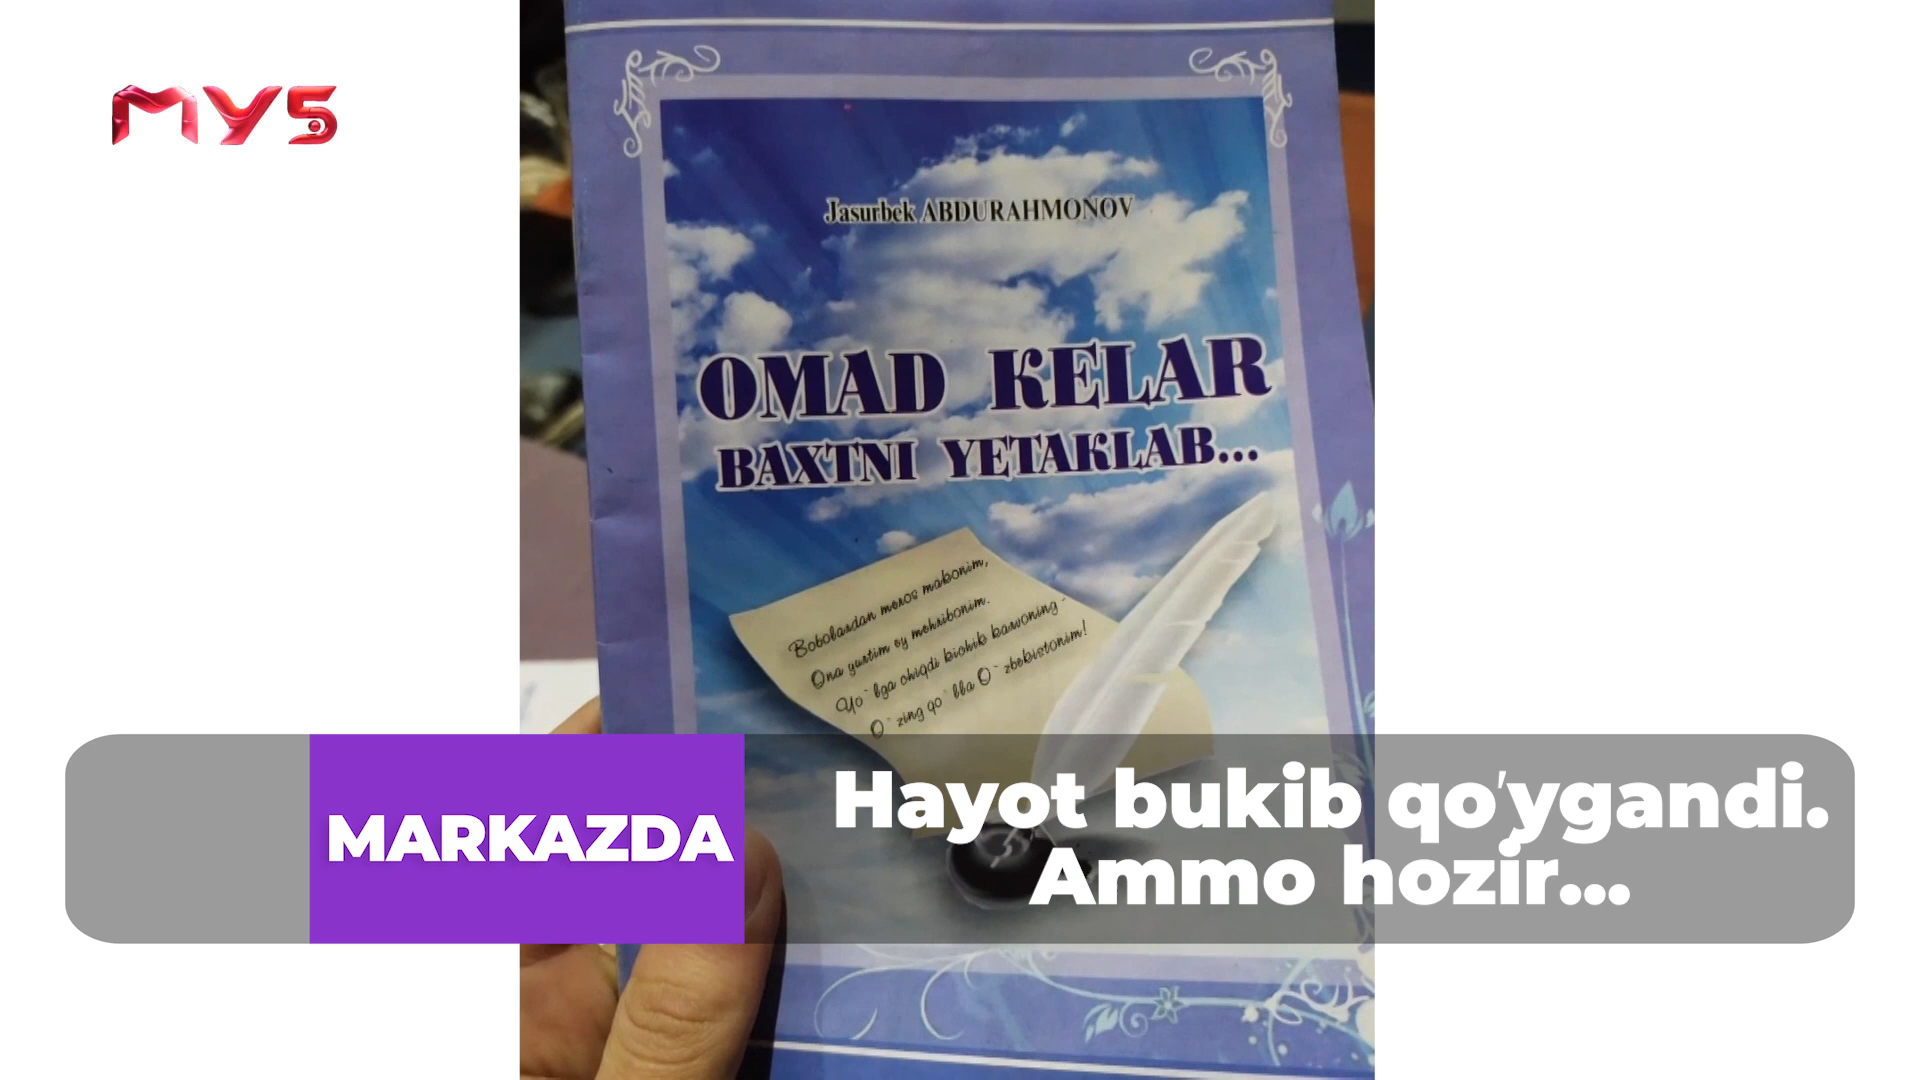 MY5
Jasurbek ABDURAHMONOV
OMAD KELAR
BAXTNI YETAKLAB...
Bobolardan meros makonim,
Ona yurtim ey mehribonim.
Yo`lga chiqdi kichik karvoning -
O`zing qo`lla O`zbekistonim!
MARKAZDA
Hayot bukib qo'ygandi.
Ammo hozir...